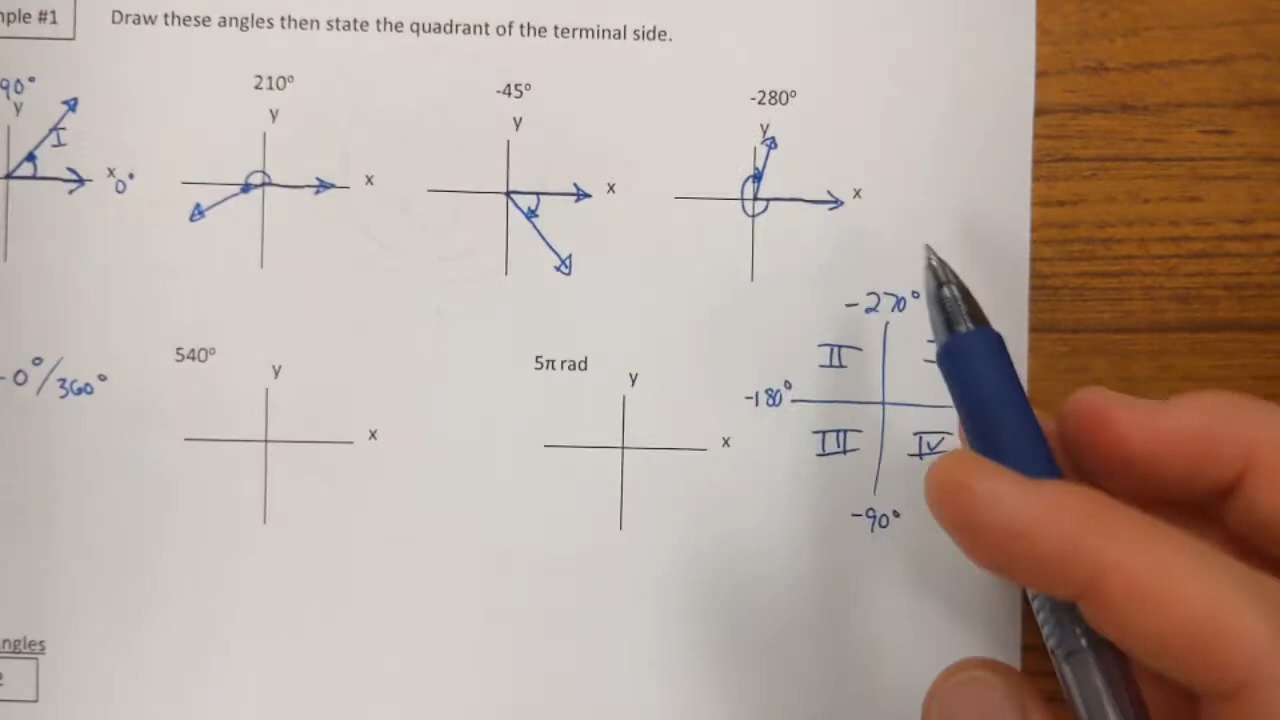 ple #1
Draw these angles then state the quadrant of the terminal side.
90°
y
I
x
0°
210°
y
x
-45°
y
x
-280°
y
x
-0°/360°
540°
y
x
5π rad
y
x
-270°
II
-180°
III
IV
-90°
ngles